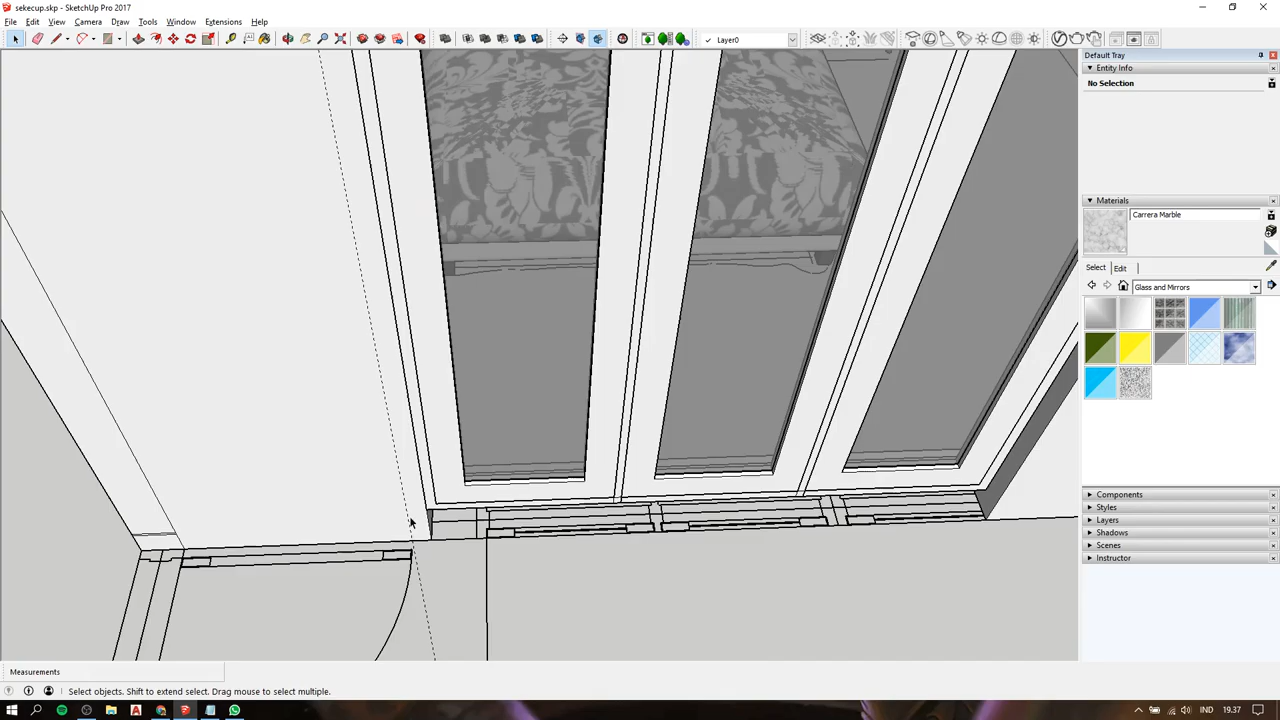 sekecup.skp - SketchUp Pro 2017
File Edit View Camera Draw Tools Window Extensions Help
Layer0
Default Tray
Entity Info
No Selection
Materials
Carrera Marble
Select Edit
Glass and Mirrors
Components
Styles
Layers
Shadows
Scenes
Instructor
Measurements
Select objects. Shift to extend select. Drag mouse to select multiple.
IND 19.37